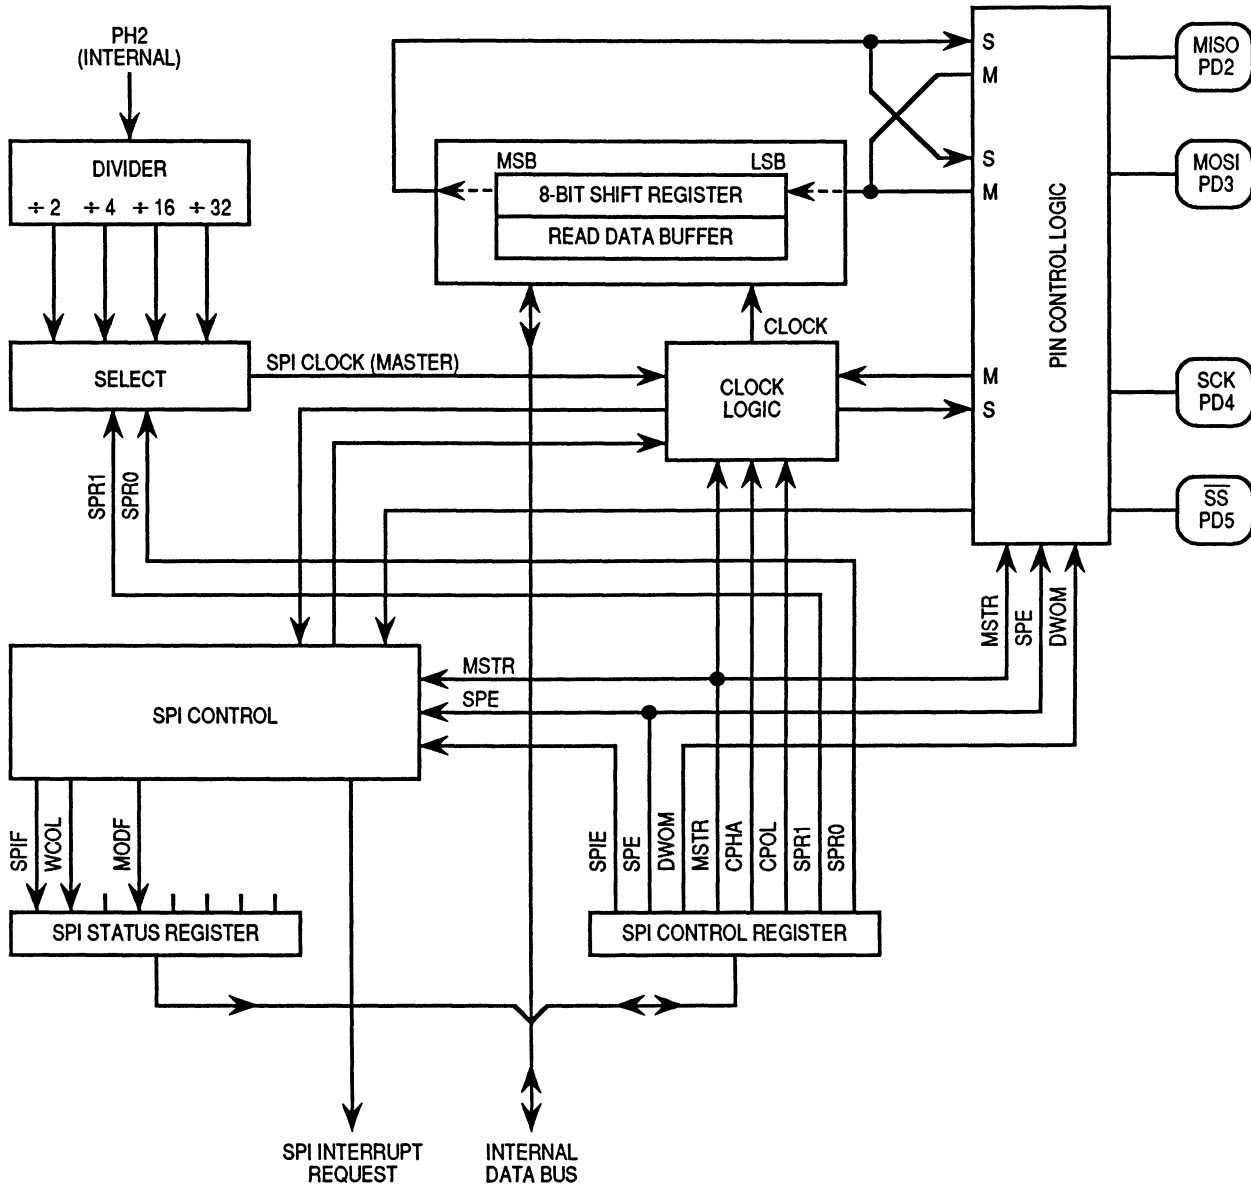 PH2
(INTERNAL)
DIVIDER
÷ 2 ÷ 4 ÷ 16 ÷ 32
SELECT
SPR1
SPR0
SPI CLOCK (MASTER)
MSB LSB
8-BIT SHIFT REGISTER
READ DATA BUFFER
CLOCK
CLOCK
LOGIC
S
M
S
M
M
S
PIN CONTROL LOGIC
MISO
PD2
MOSI
PD3
SCK
PD4
SS
PD5
MSTR
SPE
DWOM
SPI CONTROL
MSTR
SPE
SPIF
WCOL
MODF
SPI STATUS REGISTER
SPIE
SPE
DWOM
MSTR
CPHA
CPOL
SPR1
SPR0
SPI CONTROL REGISTER
SPI INTERRUPT
REQUEST
INTERNAL
DATA BUS